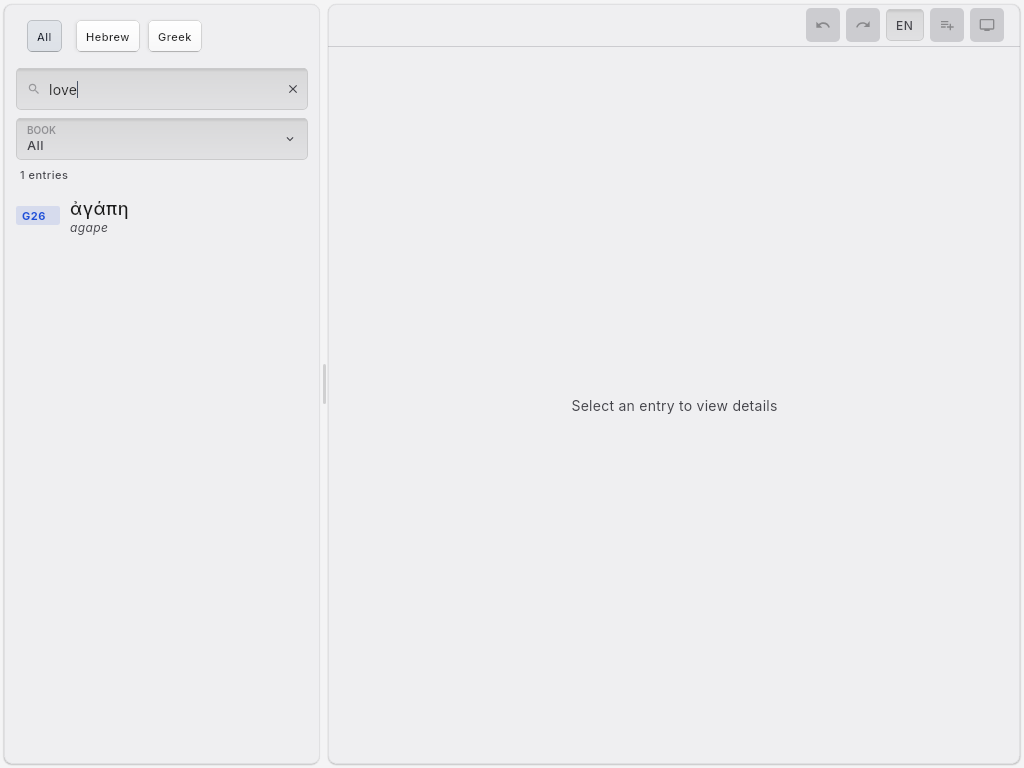 All
Hebrew
Greek
love
BOOK
All
1 entries
G26
ἀγάπη
agape
EN
Select an entry to view details